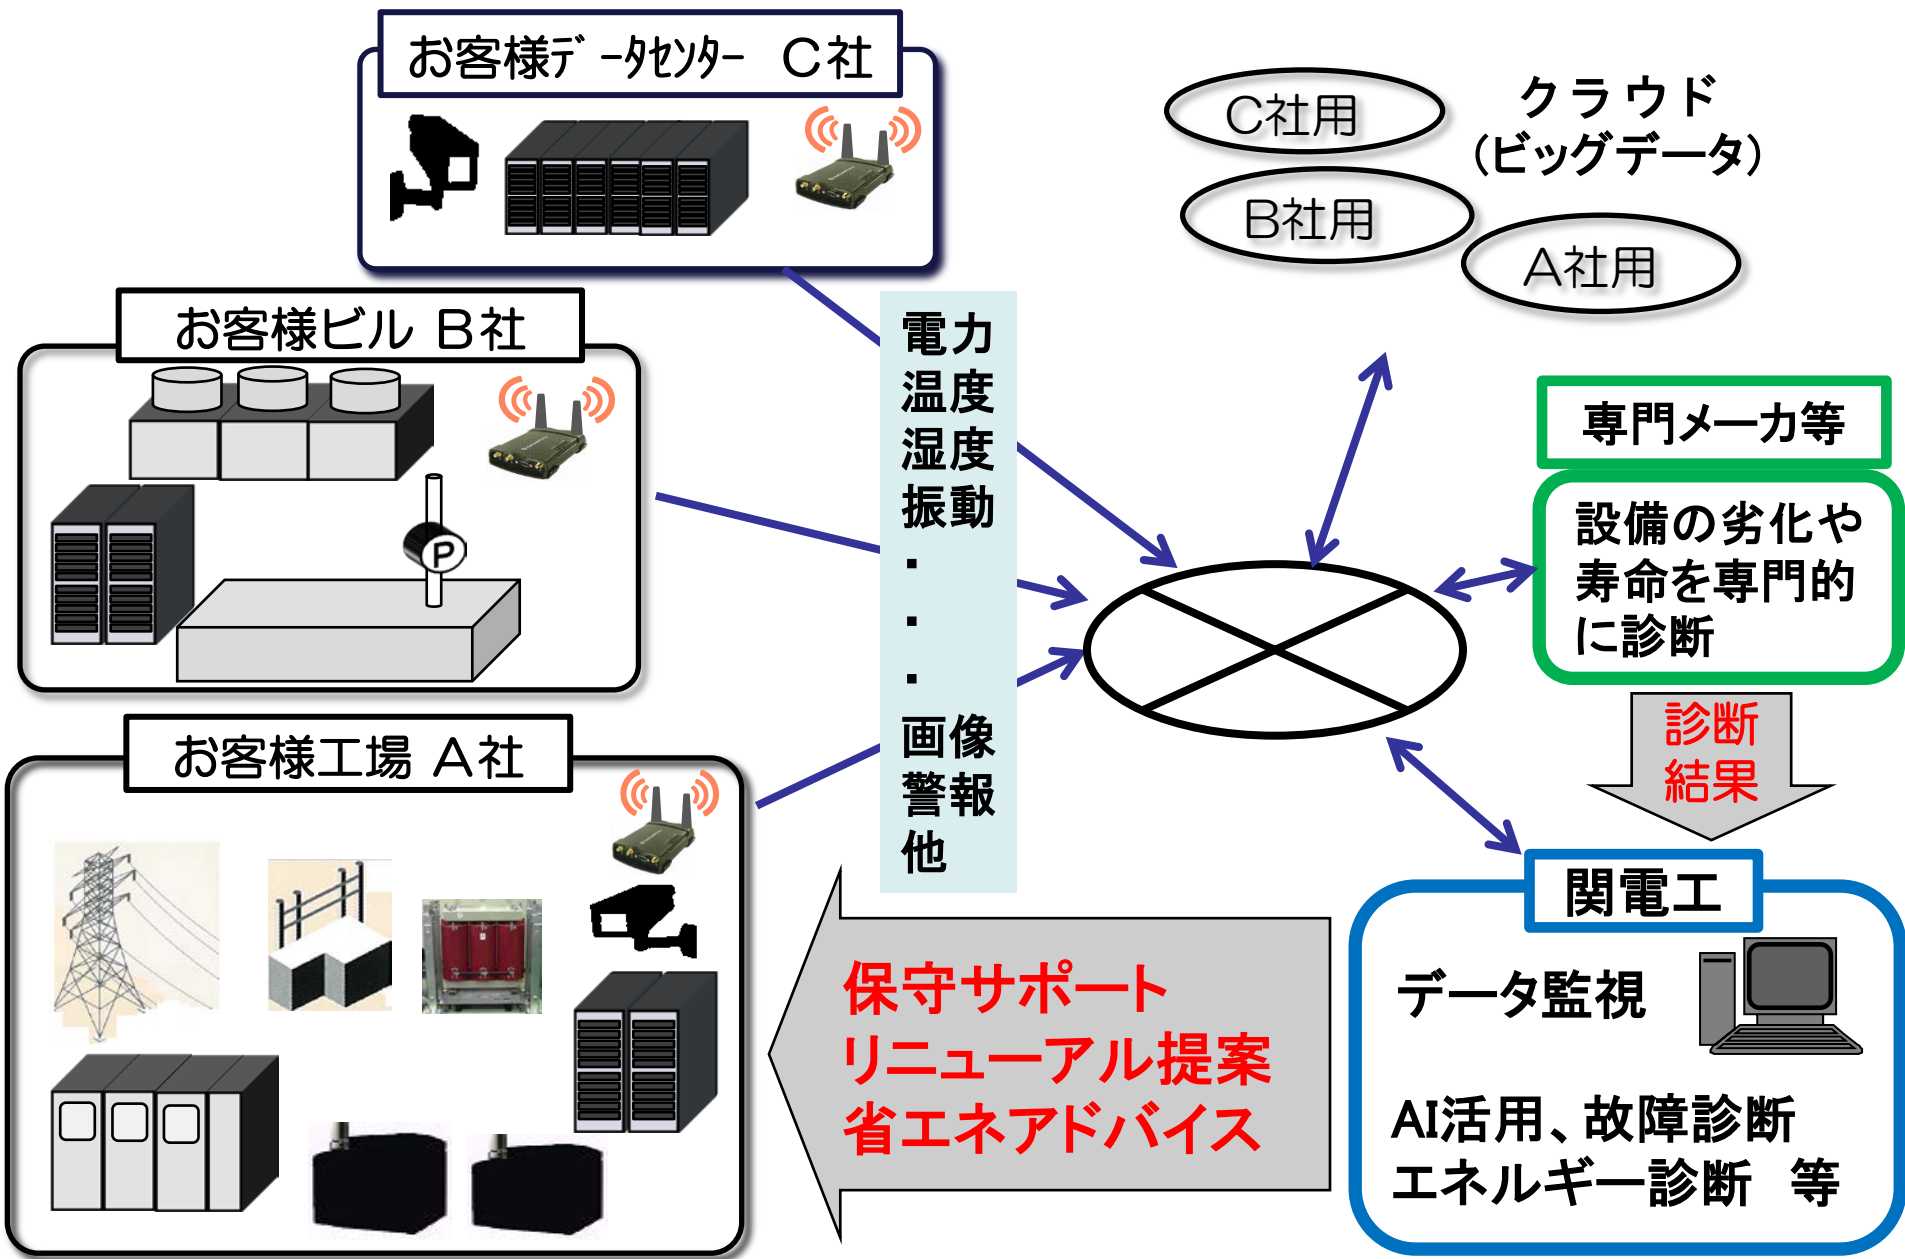 お客様ﾃﾞｰﾀｾﾝﾀｰ C社
C社用
クラウド
(ビッグデータ)
B社用
A社用
お客様ビル B社
P
電力
温度
湿度
振動
・
・
・
画像
警報
他
専門メーカ等
設備の劣化や
寿命を専門的
に診断
診断
結果
お客様工場 A社
保守サポート
リニューアル提案
省エネアドバイス
関電工
データ監視
AI活用、故障診断
エネルギー診断　等